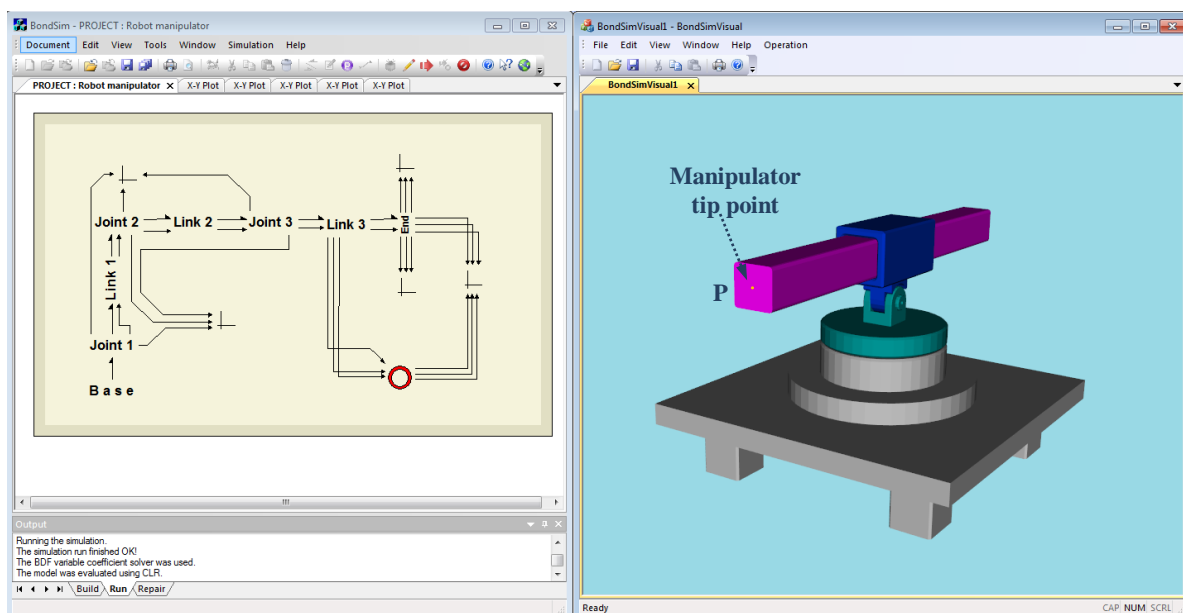 BondSim - PROJECT : Robot manipulator
Document Edit View Tools Window Simulation Help
PROJECT : Robot manipulator X X-Y Plot X-Y Plot X-Y Plot X-Y Plot X-Y Plot
Joint 2 Link 2 Joint 3 Link 3 End
Link 1
Joint 1
Base
Output
Running the simulation.
The simulation run finished OK!
The BDF variable coefficient solver was used.
The model was evaluated using CLR.
Build Run Repair
BondSimVisual1 - BondSimVisual
File Edit View Window Help Operation
BondSimVisual1 X
Manipulator
tip point
P
Ready CAP NUM SCRL